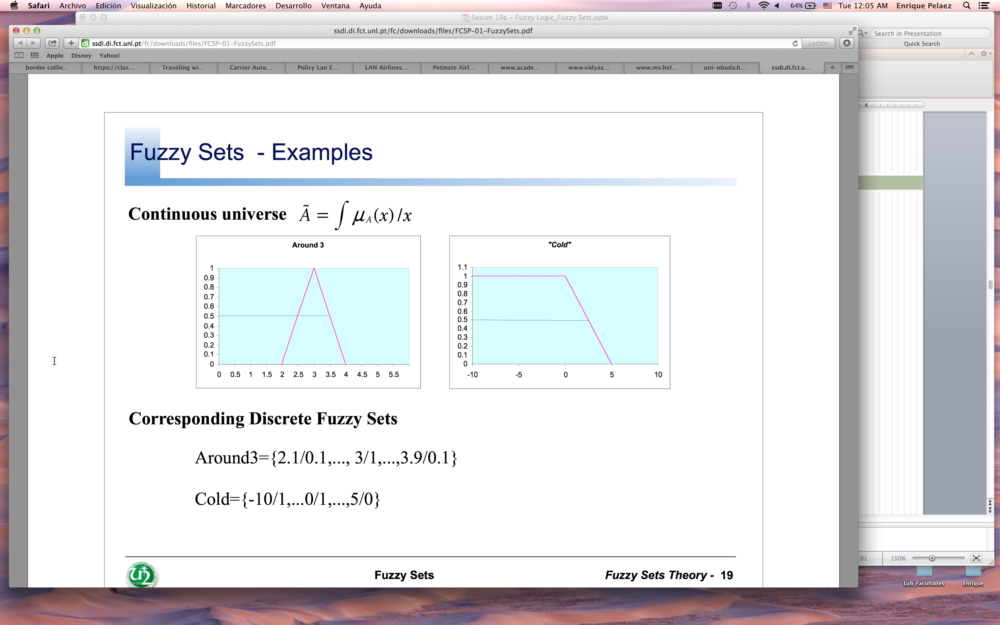 Safari Archivo Edición Visualización Historial Marcadores Desarrollo Ventana Ayuda 64% Tue 12:05 AM Enrique Pelaez
Sesion 19a - Fuzzy Logic_Fuzzy Sets.pptx
ssdi.di.fct.unl.pt/fc/downloads/files/FCSP-01-FuzzySets.pdf
Search in Presentation
di ssdi.di.fct.unl.pt/fc/downloads/files/FCSP-01-FuzzySets.pdf Lector
Quick Search
Apple Disney Yahoo!
border collie... https://clas... Traveling wi... Carrier Auto... Policy Lan E... LAN Airlines... Petmate Airl... www.acade... www.vidyas... www.mv.hel... uni-obuda.h... ssdi.di.fct.u...
4
Fuzzy Sets - Examples
Continuous universe Ã = ∫ μA(x)/x
Around 3
1
0.9
0.8
0.7
0.6
0.5
0.4
0.3
0.2
0.1
0
0 0.5 1 1.5 2 2.5 3 3.5 4 4.5 5 5.5
"Cold"
1.1
1
0.9
0.8
0.7
0.6
0.5
0.4
0.3
0.2
0.1
0
-10 -5 0 5 10
Corresponding Discrete Fuzzy Sets
Around3={2.1/0.1,..., 3/1,...,3.9/0.1}
Cold={-10/1,...0/1,...,5/0}
91 150%
Fuzzy Sets Fuzzy Sets Theory - 19
Lab_Facultades Enrique